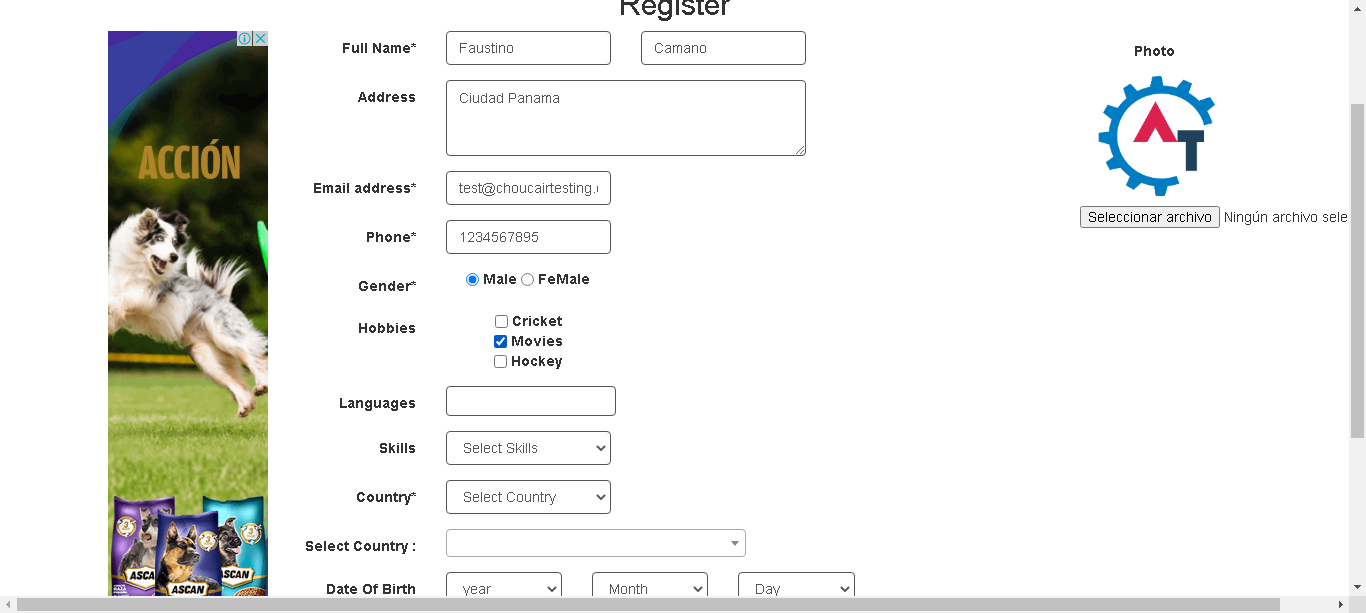 Register
ACCIÓN
Full Name* Faustino Camano
Photo
Address Ciudad Panama
AT
Email address* test@choucairtesting.
Seleccionar archivo Ningún archivo sele
Phone* 1234567895
Gender* Male FeMale
Hobbies Cricket
Movies
Hockey
Languages
Skills Select Skills
Country* Select Country
Select Country :
ASCAN
Date Of Birth year Month Day